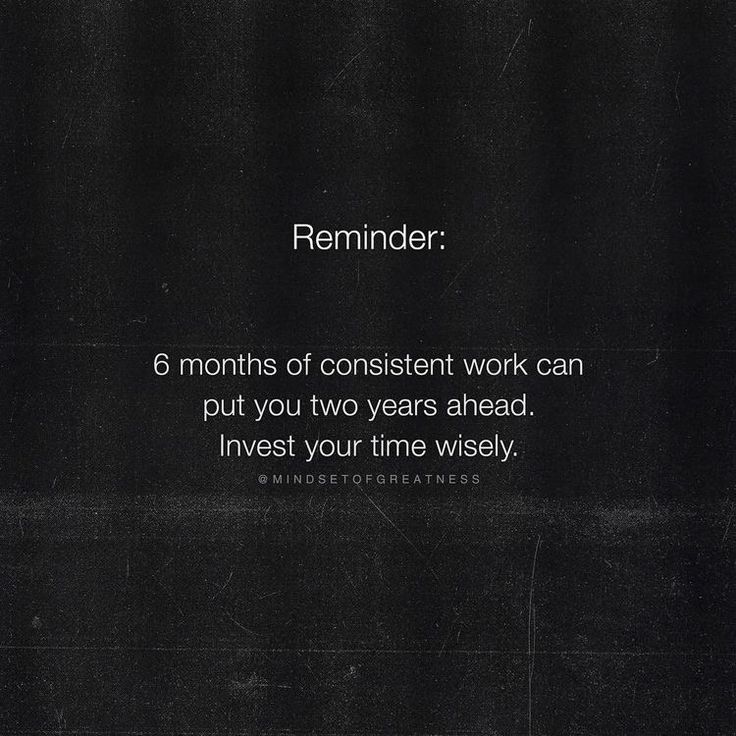 Reminder:
6 months of consistent work can
put you two years ahead.
Invest your time wisely.
@MINDSETOFGREATNESS